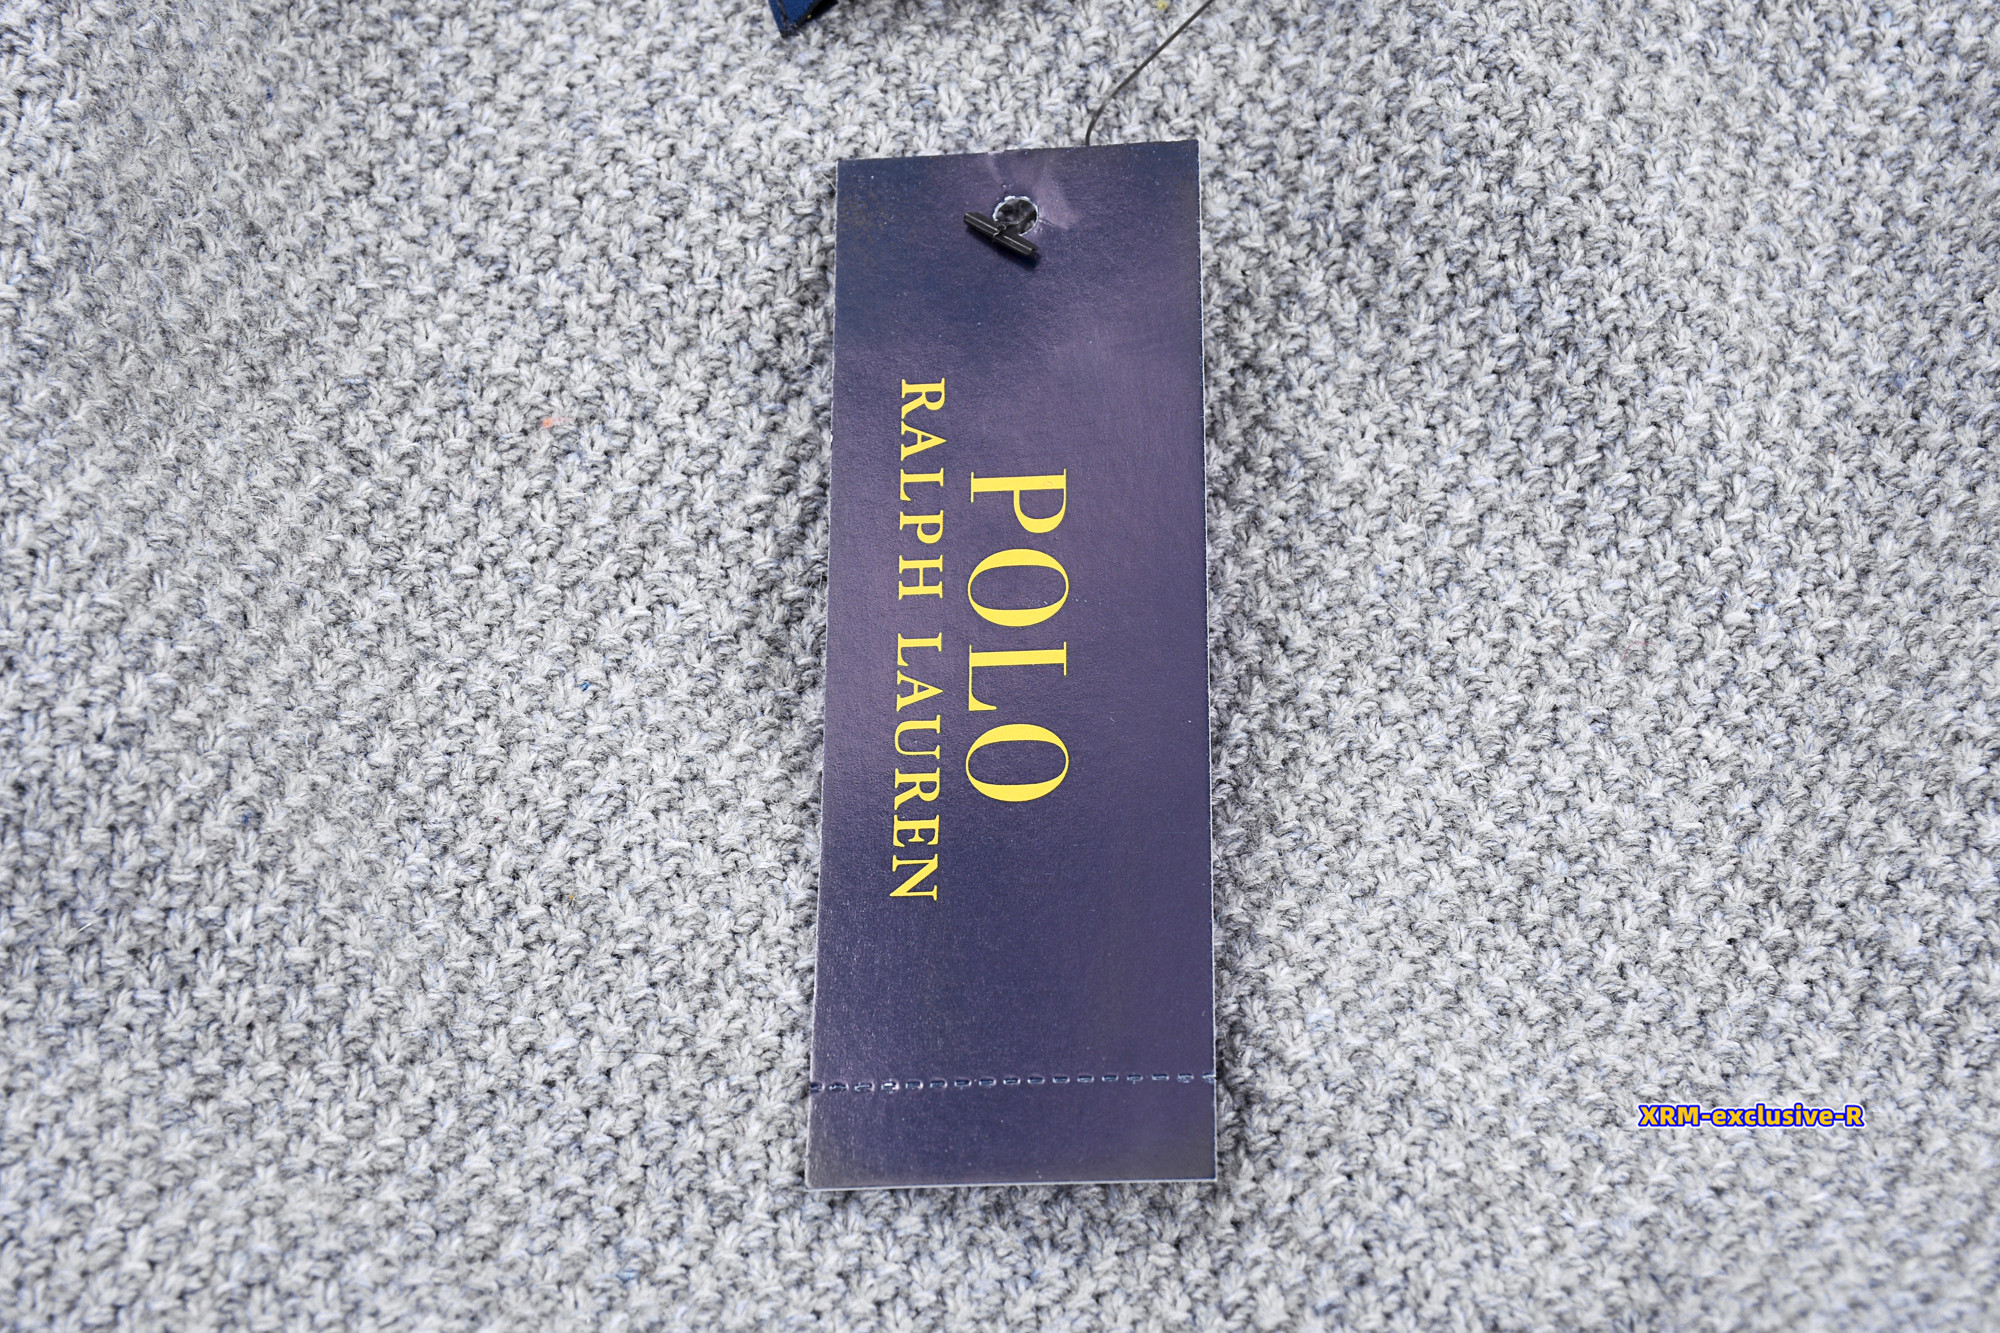 POLO
RALPH LAUREN
XRM-exclusive-R